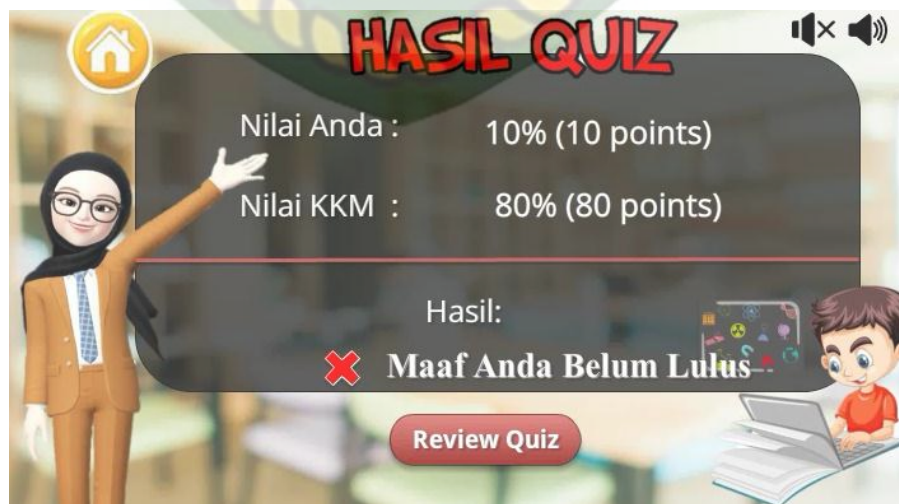 HASIL QUIZ
Nilai Anda : 10% (10 points)
Nilai KKM : 80% (80 points)
Hasil:
Maaf Anda Belum Lulus
Review Quiz